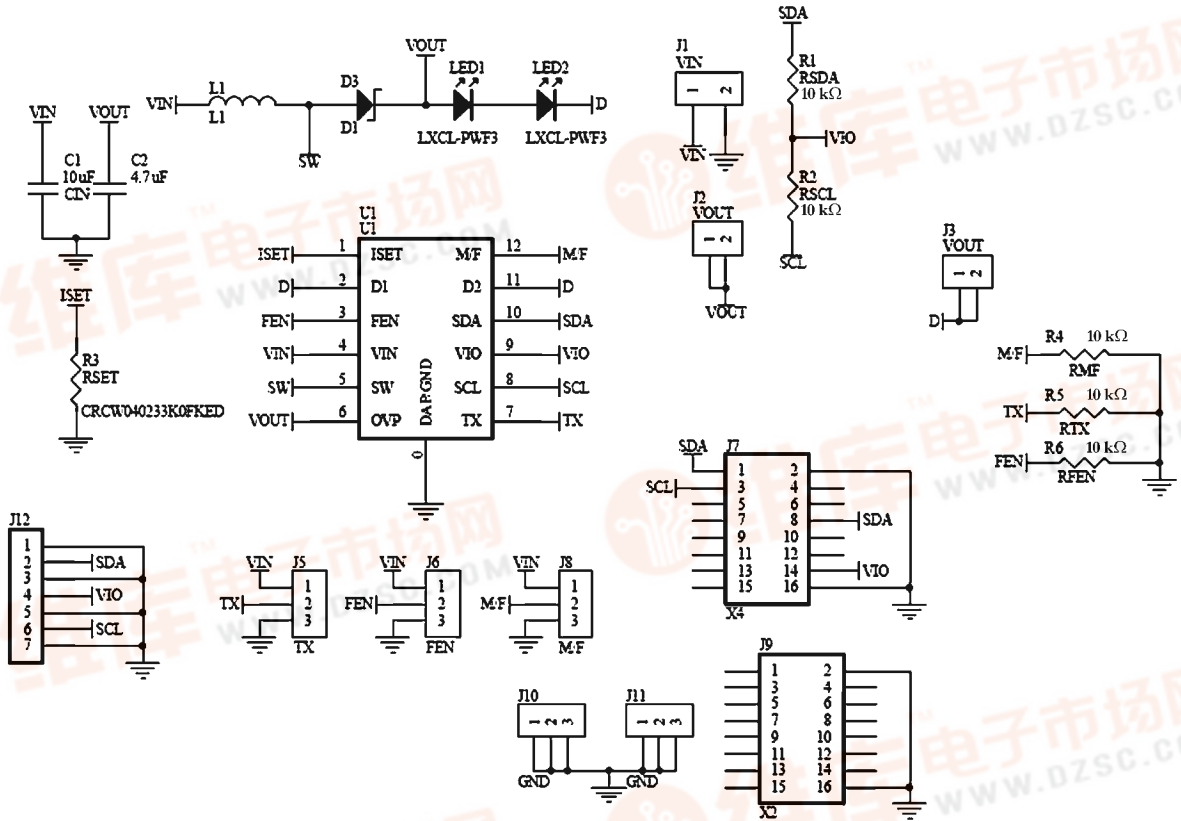 SDA
R1
RSDA
10 kΩ
VIO
R2
RSCL
10 kΩ
SCL
VIN
L1
L1
SW
D3
D1
VOUT
LED1
LXCL-PWF3
LED2
LXCL-PWF3
D
J1
VIN
1 2
VIN
J2
VOUT
1 2
VOUT
J3
VOUT
1 2
D
VIN
VOUT
C1
10uF
CIN
C2
4.7uF
ISET
R3
RSET
CRCW040233K0FKED
U1
U1
ISET 1 ISET M/F 12 M/F
D 2 D1 D2 11 D
FEN 3 FEN SDA 10 SDA
VIN 4 VIN VIO 9 VIO
SW 5 SW SCL 8 SCL
VOUT 6 OVP TX 7 TX
DAP.GND
0
M/F R4 10 kΩ
RMF
TX R5 10 kΩ
RTX
FEN R6 10 kΩ
RFEN
SDA
J7
1 2
SCL 3 4
5 6
7 8 SDA
9 10
11 12
13 14 VIO
15 16
X4
J12
1
2 SDA
3
4 VIO
5
6 SCL
7
VIN
J5
1
TX 2
3
TX
VIN
J6
1
FEN 2
3
FEN
VIN
J8
1
M/F 2
3
M/F
J9
1 2
3 4
5 6
7 8
9 10
11 12
13 14
15 16
X2
J10
1 2 3
GND
J11
1 2 3
GND
维库电子市场网™
WWW.DZSC.COM